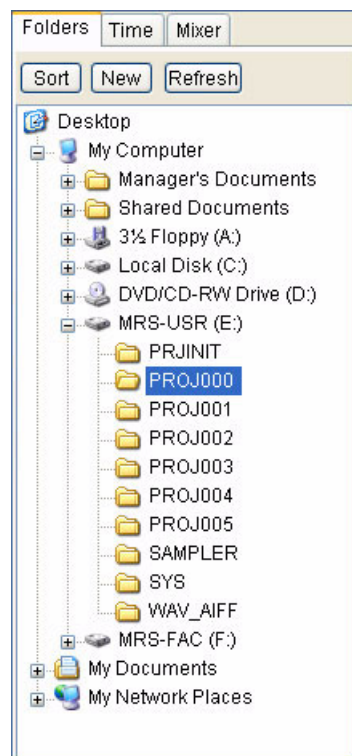 Folders Time Mixer
Sort New Refresh
Desktop
My Computer
Manager's Documents
Shared Documents
3½ Floppy (A:)
Local Disk (C:)
DVD/CD-RW Drive (D:)
MRS-USR (E:)
PRJINIT
PROJ000
PROJ001
PROJ002
PROJ003
PROJ004
PROJ005
SAMPLER
SYS
WAV_AIFF
MRS-FAC (F:)
My Documents
My Network Places